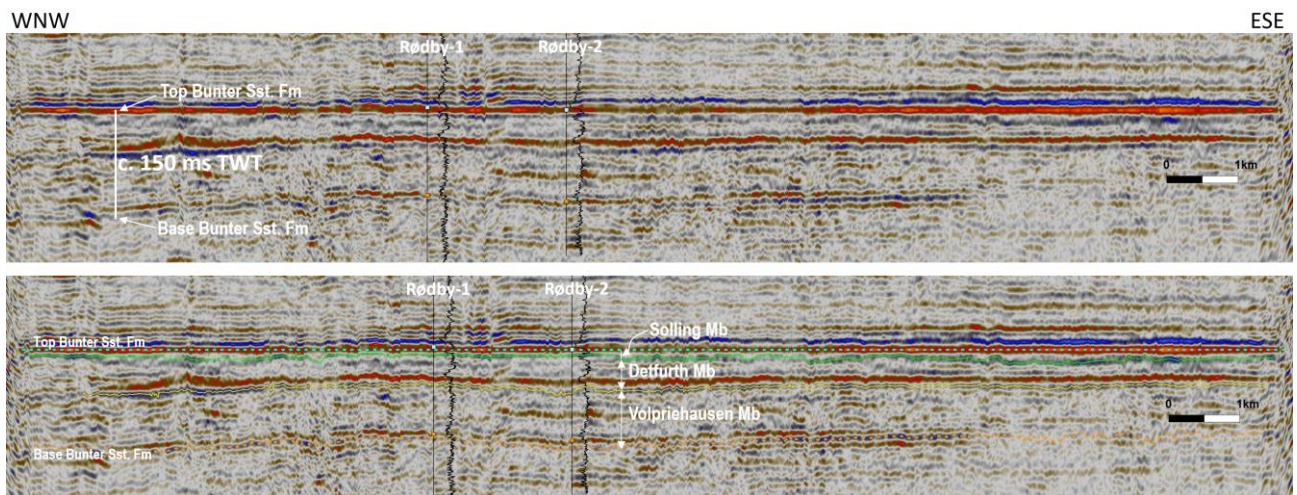 WNW ESE
Rødby-1 Rødby-2
Top Bunter Sst. Fm
c. 150 ms TWT
0 1km
Base Bunter Sst. Fm
Rødby-1 Rødby-2
Solling Mb
Top Bunter Sst. Fm
Detfurth Mb
0 1km
Volpriehausen Mb
Base Bunter Sst. Fm